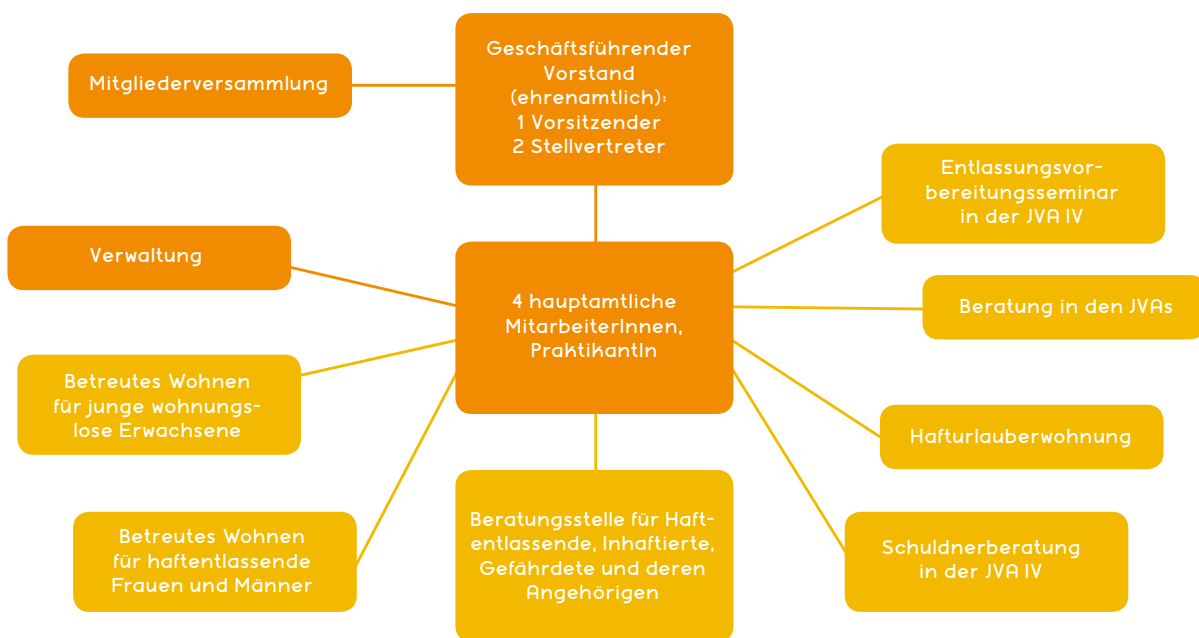 Mitgliederversammlung
Geschäftsführender
Vorstand
(ehrenamtlich):
1 Vorsitzender
2 Stellvertreter
Entlassungsvor-
bereitungsseminar
in der JVA IV
Verwaltung
4 hauptamtliche
MitarbeiterInnen,
PraktikantIn
Beratung in den JVAs
Betreutes Wohnen
für junge wohnungs-
lose Erwachsene
Hafturlauberwohnung
Betreutes Wohnen
für haftentlassende
Frauen und Männer
Beratungsstelle für Haft-
entlassende, Inhaftierte,
Gefährdete und deren
Angehörigen
Schuldnerberatung
in der JVA IV